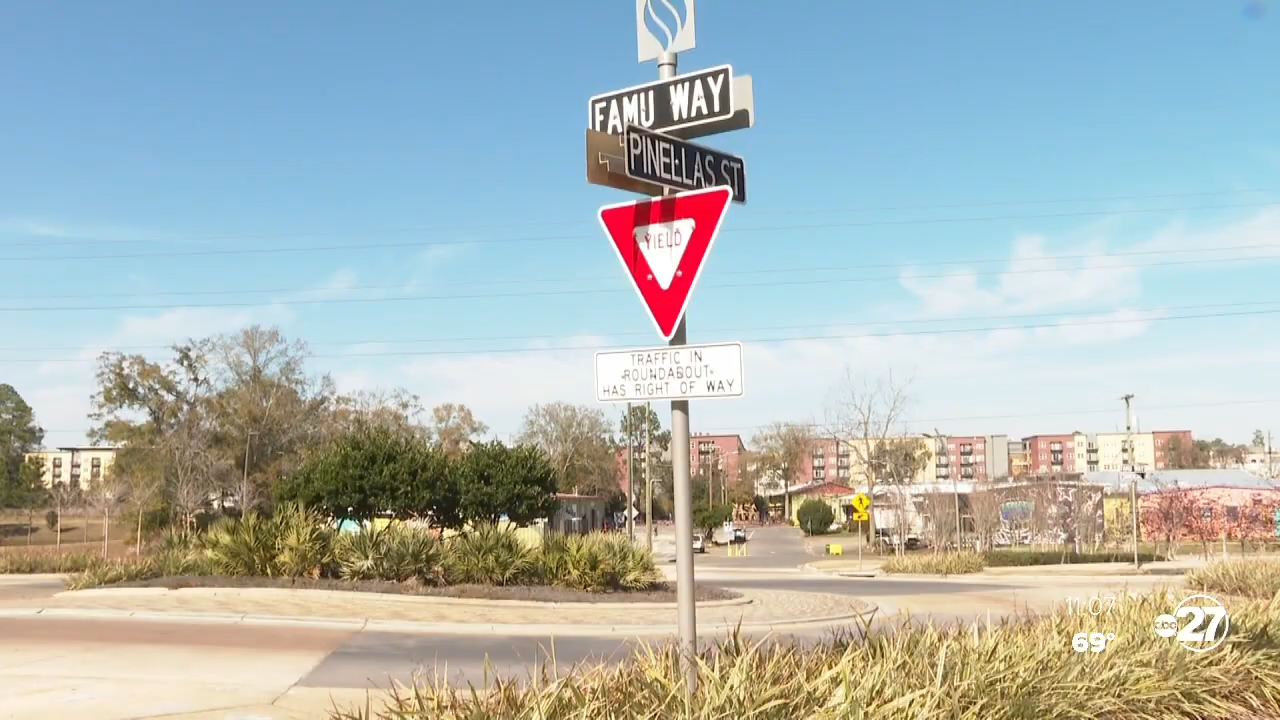 FAMU WAY
PINELLAS ST
YIELD
TRAFFIC IN
ROUNDABOUT
HAS RIGHT OF WAY
11:07
69°
abc 27